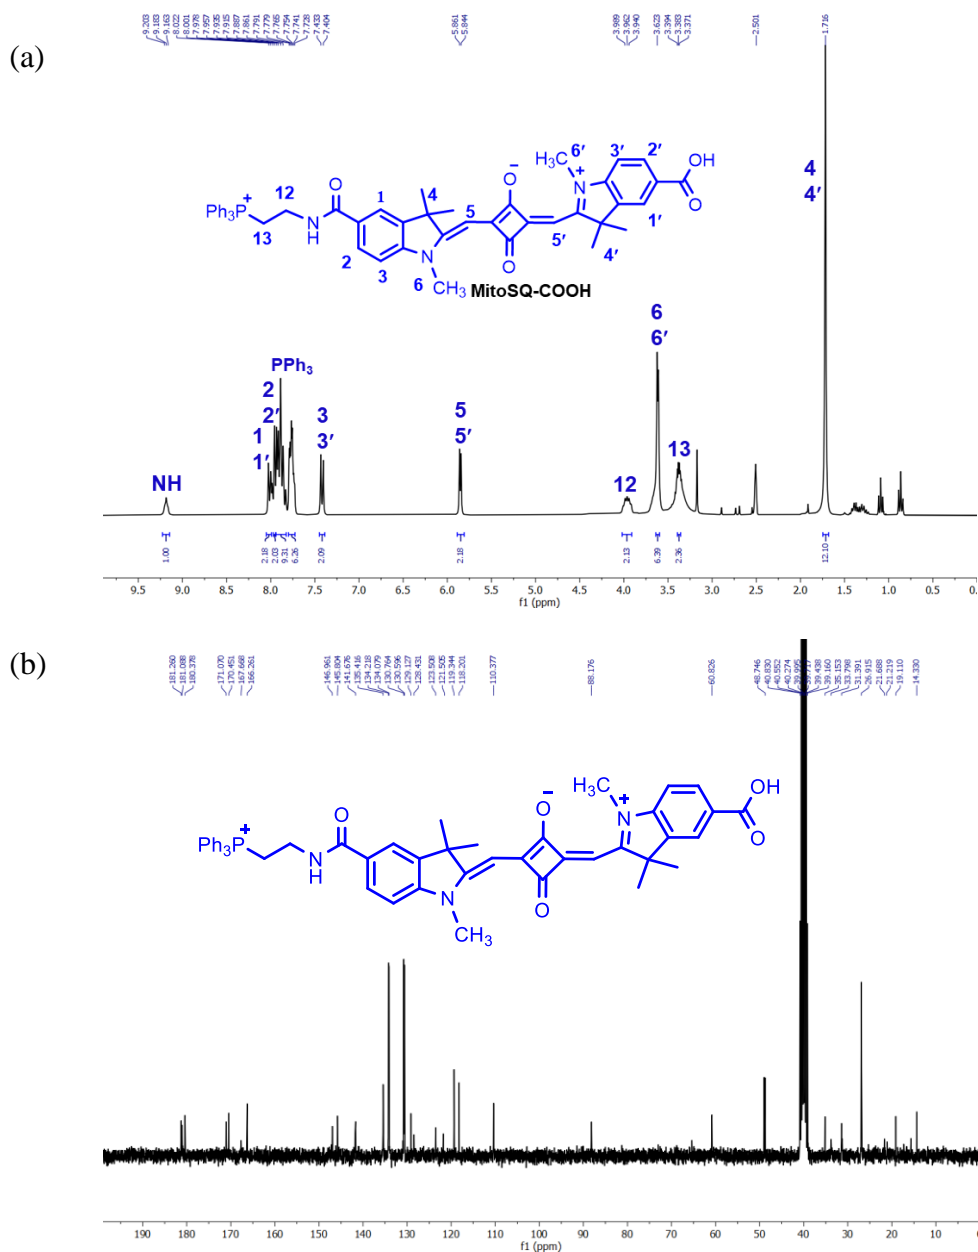 9.203 9.183 9.163 8.022 8.001 7.978 7.957 7.935 7.915 7.887 7.861 7.791 7.779 7.765 7.754 7.741 7.728 7.433 7.404 5.861 5.844 3.989 3.962 3.940 3.623 3.394 3.383 3.371 2.501 1.716
(a)
6′ 3′ 2′
H₃C OH
O⁻ N⁺ O
12 O 1 4 5 1′
Ph₃P⁺ 5′ 4′
13 N H
2 N O
3 6
CH₃ MitoSQ-COOH
4
4′
6
6′
PPh₃
2
2′
1
1′
3
3′
5
5′
NH
12
13
1.00 2.18 2.03 9.31 6.26 2.09 2.18 2.13 6.39 2.36 12.10
9.5 9.0 8.5 8.0 7.5 7.0 6.5 6.0 5.5 5.0 4.5 4.0 3.5 3.0 2.5 2.0 1.5 1.0 0.5 0.
f1 (ppm)
(b)
181.260 181.088 180.378 171.070 170.451 167.668 166.261 146.961 145.804 141.676 135.416 134.218 134.079 130.764 130.596 129.127 128.431 123.508 121.505 119.344 118.201 110.377 88.176 60.826 48.746 40.830 40.552 40.274 39.995 39.717 39.438 39.160 35.153 33.798 31.391 26.915 21.688 21.219 19.110 14.330
H₃C OH
O⁻ N⁺ O
O
Ph₃P⁺
N H
N O
CH₃
190 180 170 160 150 140 130 120 110 100 90 80 70 60 50 40 30 20 10 0
f1 (ppm)